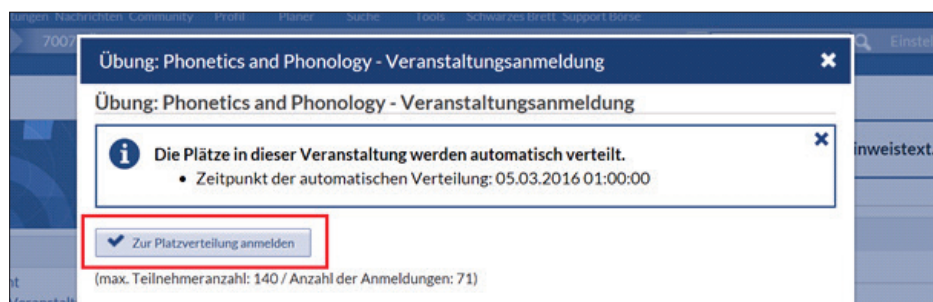 tungen Nachrichten Community Profil Planer Suche Tools Schwarzes Brett Support Börse
7007
Übung: Phonetics and Phonology - Veranstaltungsanmeldung
Übung: Phonetics and Phonology - Veranstaltungsanmeldung
Die Plätze in dieser Veranstaltung werden automatisch verteilt.
inweistext.
• Zeitpunkt der automatischen Verteilung: 05.03.2016 01:00:00
Zur Platzverteilung anmelden
(max. Teilnehmeranzahl: 140 / Anzahl der Anmeldungen: 71)